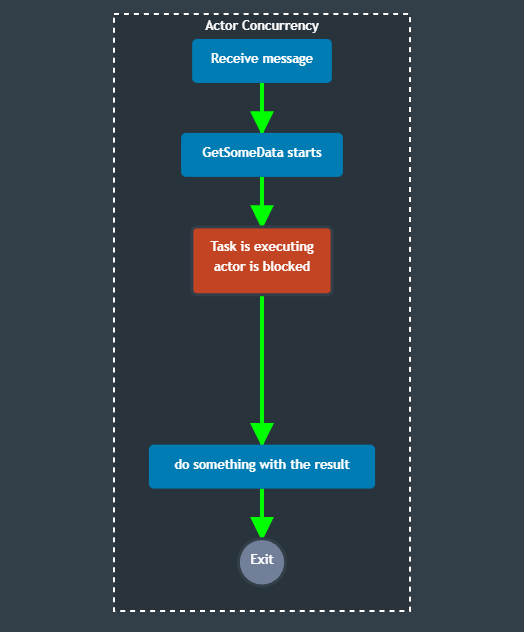 Actor Concurrency
Receive message
GetSomeData starts
Task is executing
actor is blocked
do something with the result
Exit